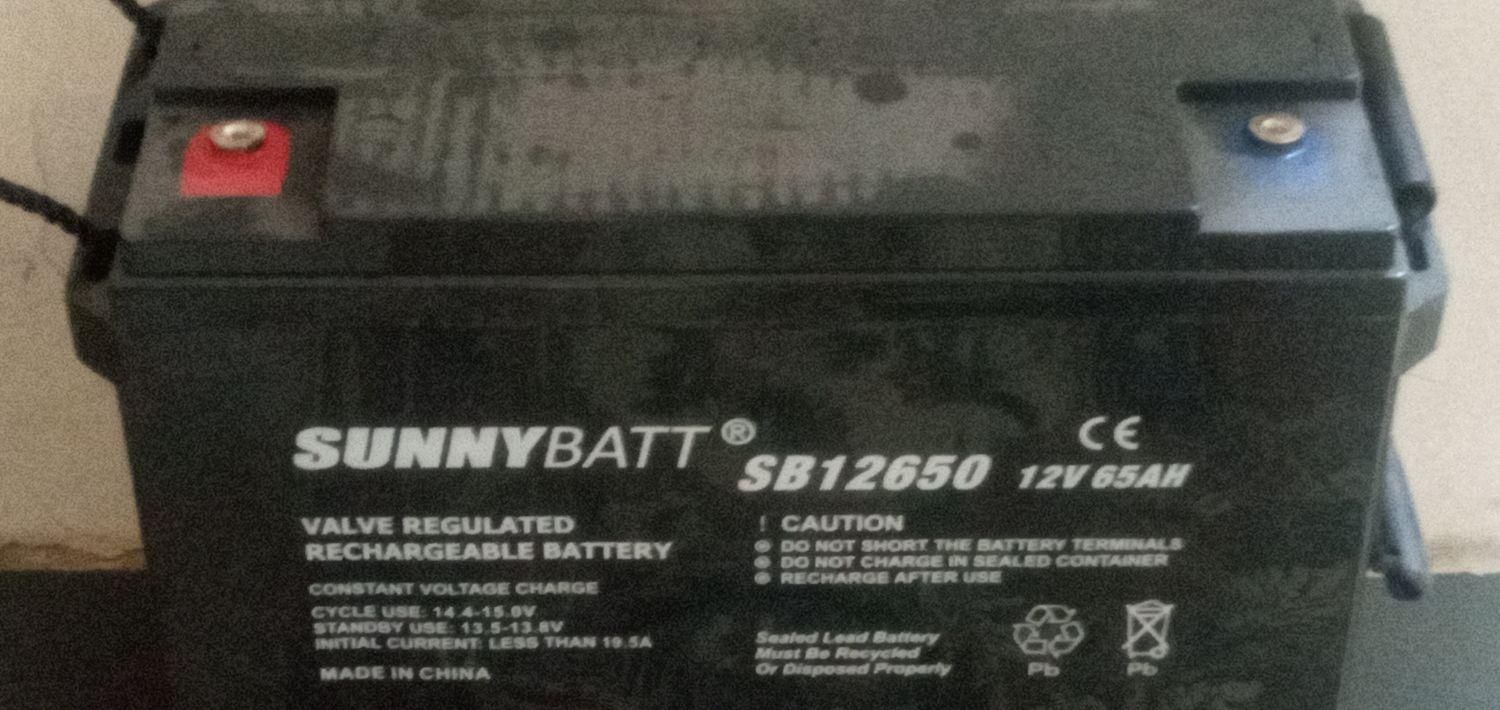 SUNNYBATT®
SB12650 12V 65AH
CE
VALVE REGULATED
RECHARGEABLE BATTERY
CONSTANT VOLTAGE CHARGE
CYCLE USE: 14.4-15.0V
STANDBY USE: 13.5-13.8V
INITIAL CURRENT: LESS THAN 19.5A
MADE IN CHINA
! CAUTION
DO NOT SHORT THE BATTERY TERMINALS
DO NOT CHARGE IN SEALED CONTAINER
RECHARGE AFTER USE
Sealed Lead Battery
Must Be Recycled
Or Disposed Properly
Pb
Pb